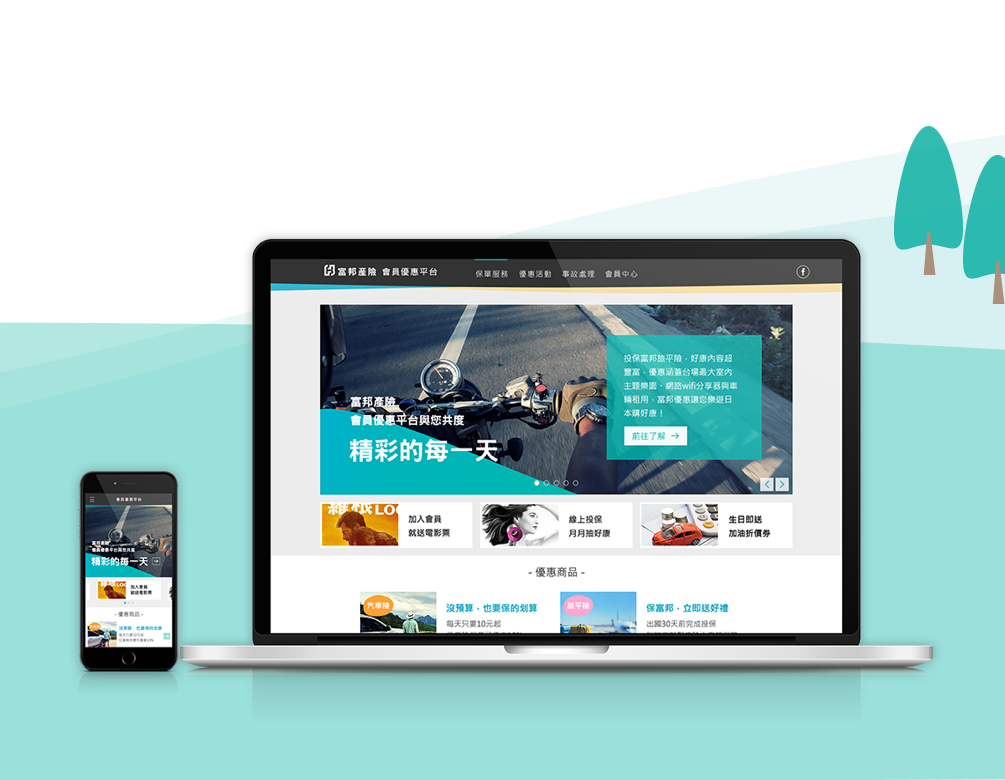 富邦產險 會員優惠平台
保單服務 優惠活動 事故處理 會員中心
富邦產險
會員優惠平台與您共度
精彩的每一天
投保富邦旅平險，好康內容超
豐富，優惠涵蓋台場最大室內
主題樂園、網路wifi分享器與車
輛租用，富邦優惠讓您樂遊日
本購好康！
前往了解
加入會員
就送電影票
線上投保
月月抽好康
生日即送
加油折價券
- 優惠商品 -
汽車險
沒預算，也要保的划算
每天只要10元起
旅平險
保富邦，立即送好禮
出國30天前完成投保
會員優惠平台
富邦產險
會員優惠平台與您共度
精彩的每一天
加入會員
就送電影票
- 優惠商品 -
沒預算，也要保的划算
每天只要10元起